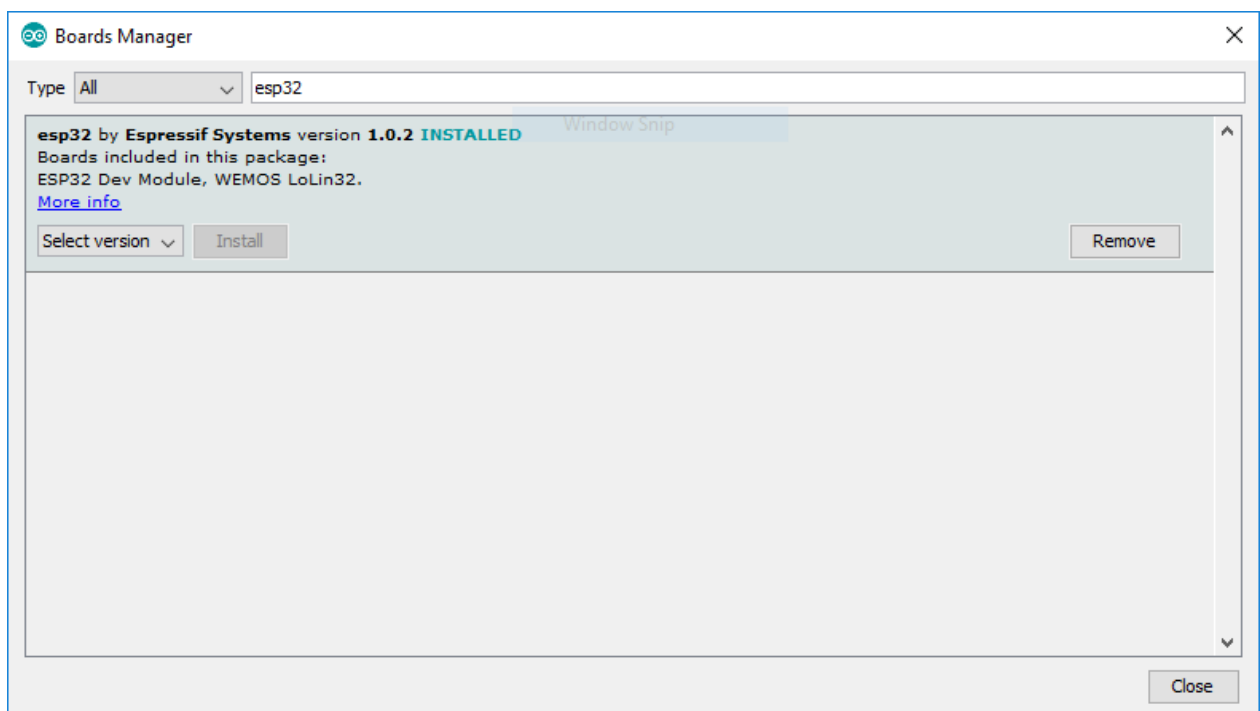 Boards Manager
Type All esp32
Window Snip
esp32 by Espressif Systems version 1.0.2 INSTALLED
Boards included in this package:
ESP32 Dev Module, WEMOS LoLin32.
More info
Select version Install Remove
Close